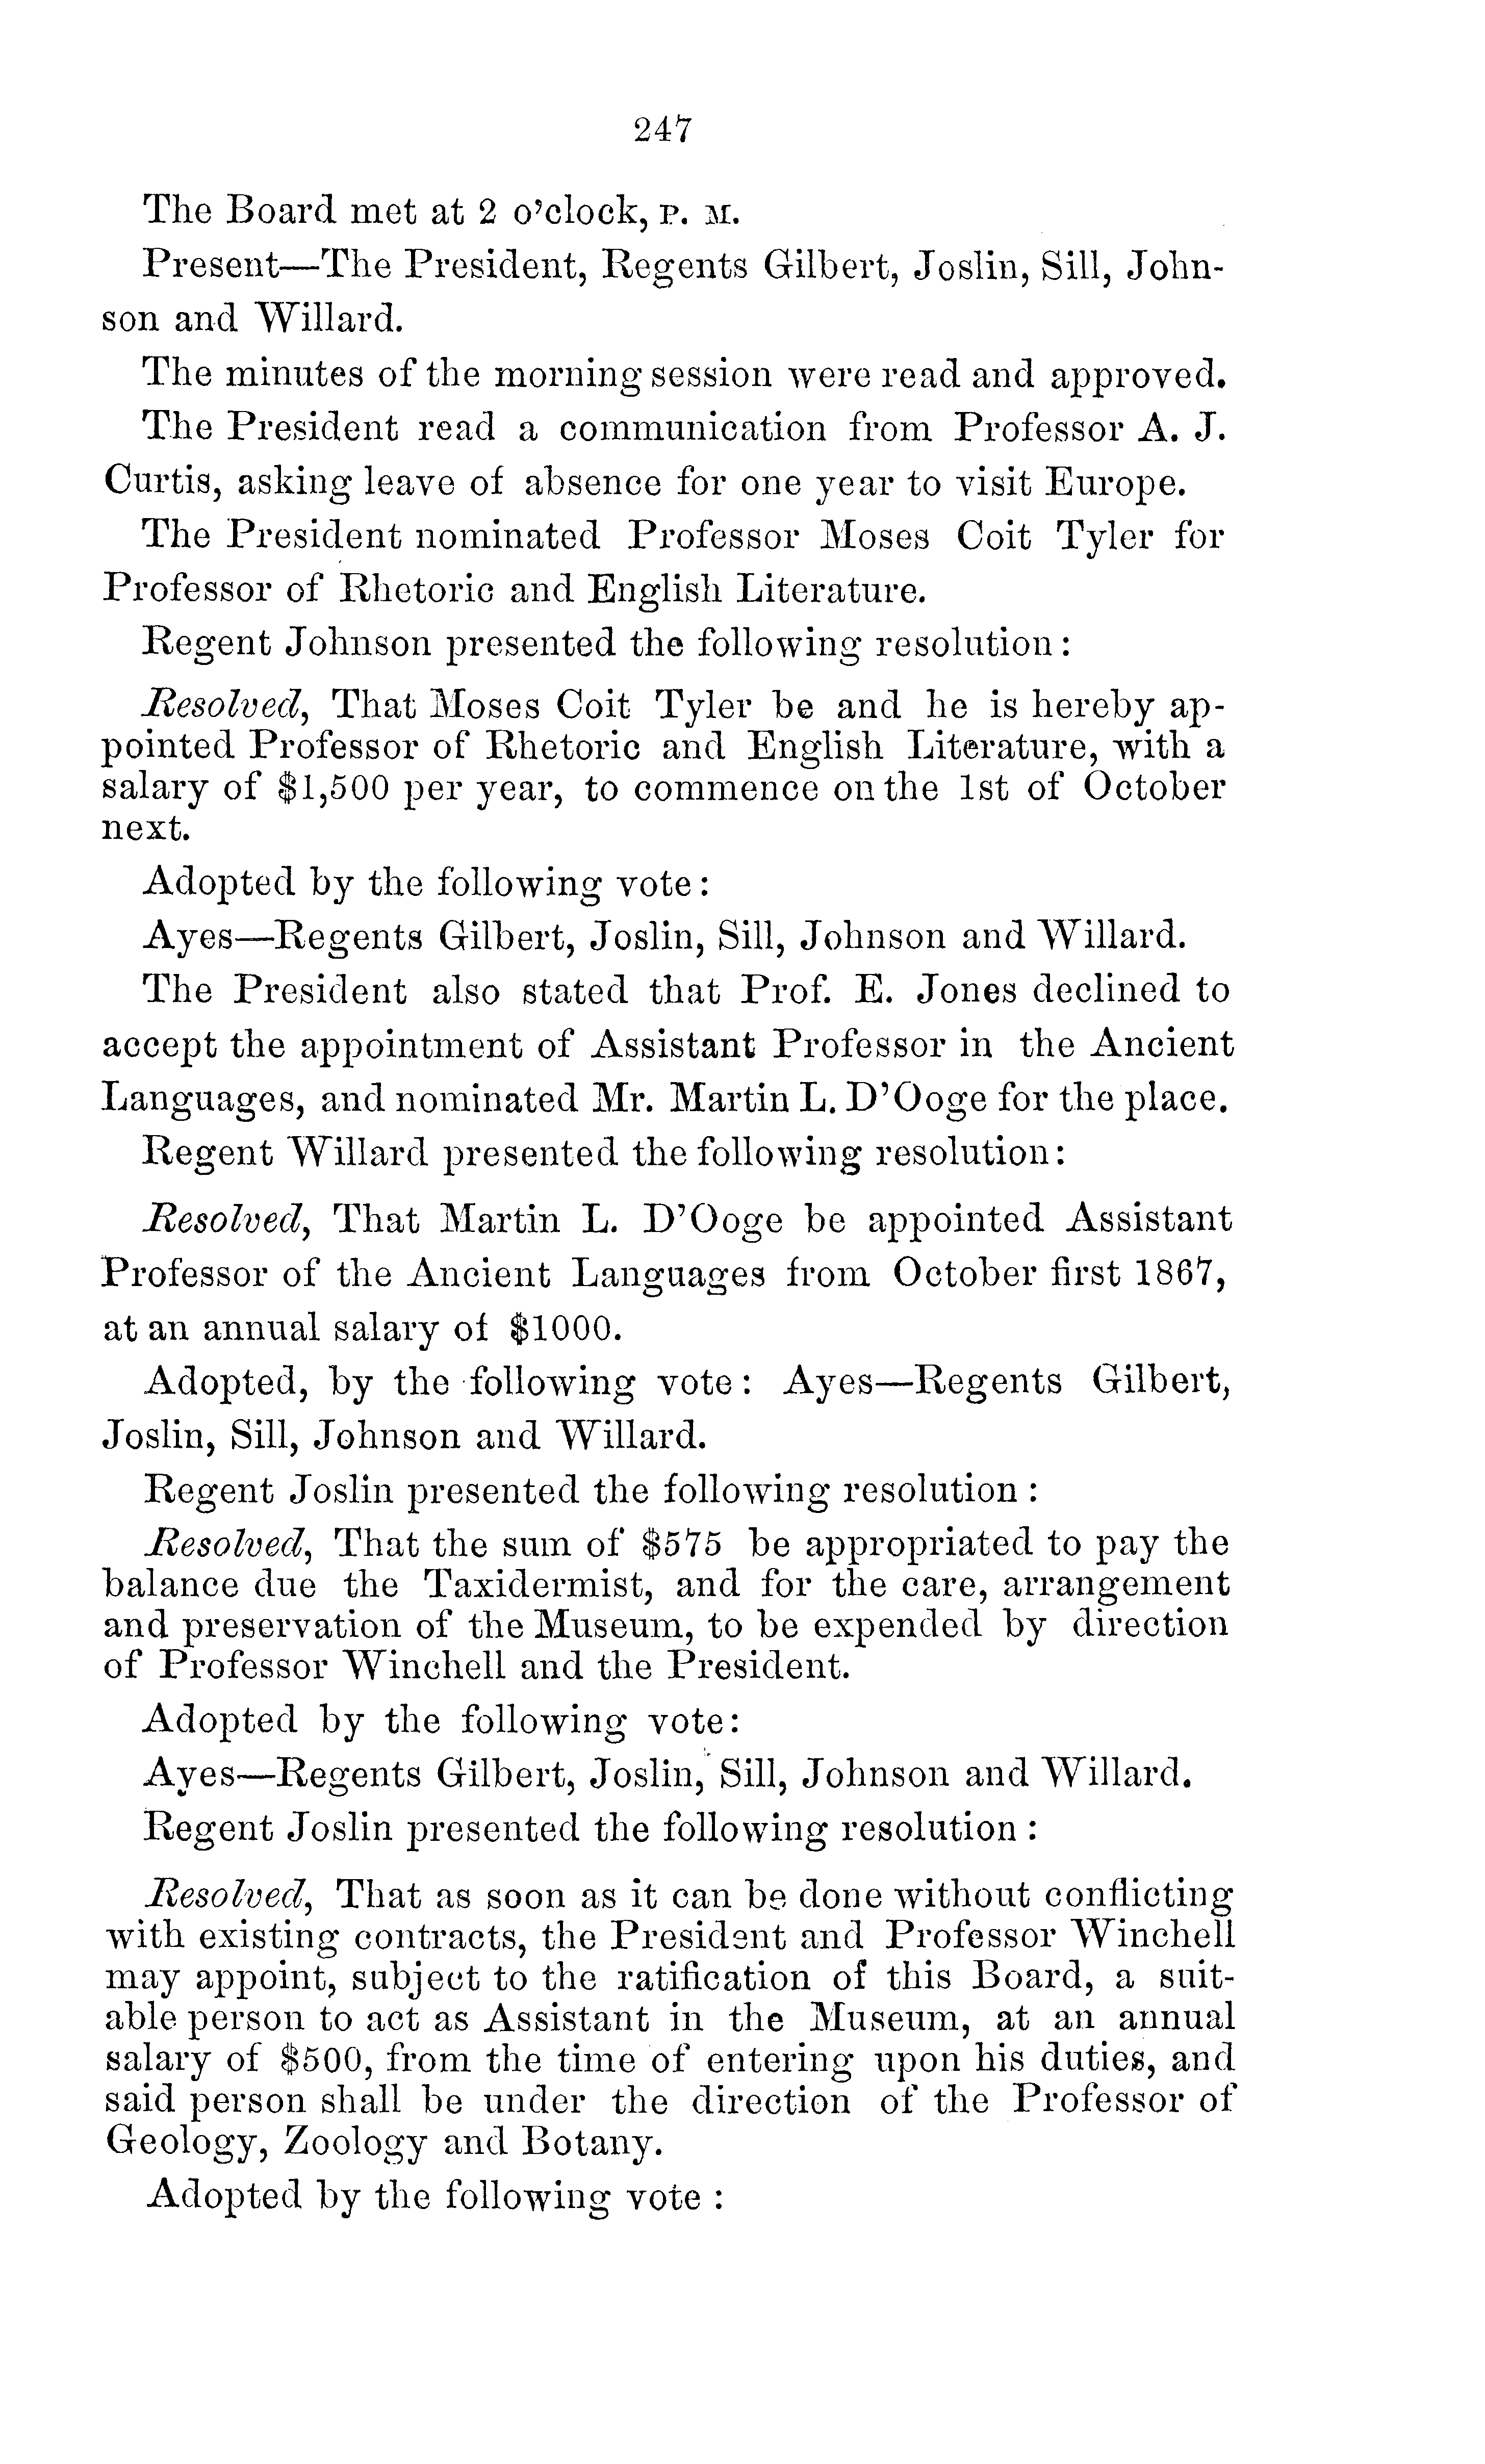 247
The Board met at 2 o'clock, P. M.
Present—The President, Regents Gilbert, Joslin, Sill, John-
son and Willard.
The minutes of the morning session were read and approved.
The President read a communication from Professor A. J.
Curtis, asking leave of absence for one year to visit Europe.
The President nominated Professor Moses Coit Tyler for
Professor of Rhetoric and English Literature.
Regent Johnson presented the following resolution:
Resolved, That Moses Coit Tyler be and he is hereby ap-
pointed Professor of Rhetoric and English Literature, with a
salary of $1,500 per year, to commence on the 1st of October
next.
Adopted by the following vote:
Ayes—Regents Gilbert, Joslin, Sill, Johnson and Willard.
The President also stated that Prof. E. Jones declined to
accept the appointment of Assistant Professor in the Ancient
Languages, and nominated Mr. Martin L. D'Ooge for the place.
Regent Willard presented the following resolution:
Resolved, That Martin L. D'Ooge be appointed Assistant
Professor of the Ancient Languages from October first 1867,
at an annual salary of $1000.
Adopted, by the following vote: Ayes—Regents Gilbert,
Joslin, Sill, Johnson and Willard.
Regent Joslin presented the following resolution :
Resolved, That the sum of $575 be appropriated to pay the
balance due the Taxidermist, and for the care, arrangement
and preservation of the Museum, to be expended by direction
of Professor Winchell and the President.
Adopted by the following vote:
Ayes—Regents Gilbert, Joslin, Sill, Johnson and Willard.
Regent Joslin presented the following resolution :
Resolved, That as soon as it can be done without conflicting
with existing contracts, the President and Professor Winchell
may appoint, subject to the ratification of this Board, a suit-
able person to act as Assistant in the Museum, at an annual
salary of $500, from the time of entering upon his duties, and
said person shall be under the direction of the Professor of
Geology, Zoology and Botany.
Adopted by the following vote :